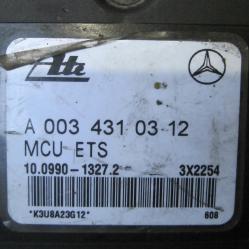 Ate
A 003 431 03 12
MCU ETS
10.0990-1327.2 3X2254
*K3U8A23G12* 608